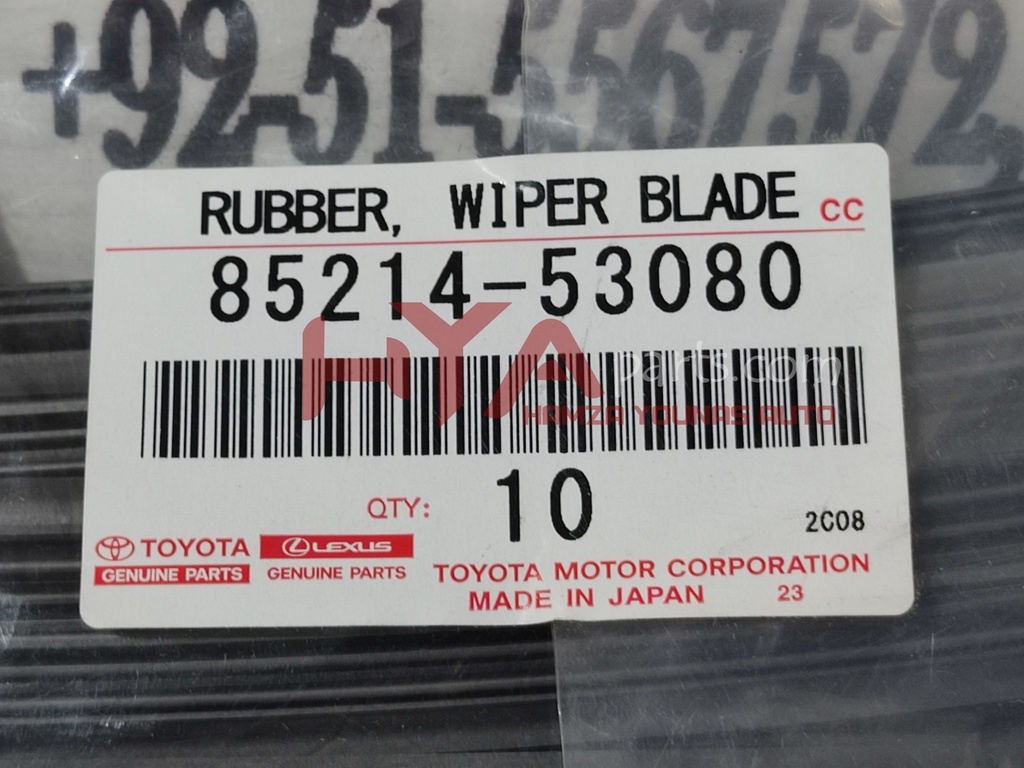 +92-51-5567572,
RUBBER, WIPER BLADE CC
85214-53080
HYA parts.com
HAMZA YOUNAS AUTO
QTY: 10
2C08
TOYOTA LEXUS
GENUINE PARTS GENUINE PARTS
TOYOTA MOTOR CORPORATION
MADE IN JAPAN 23